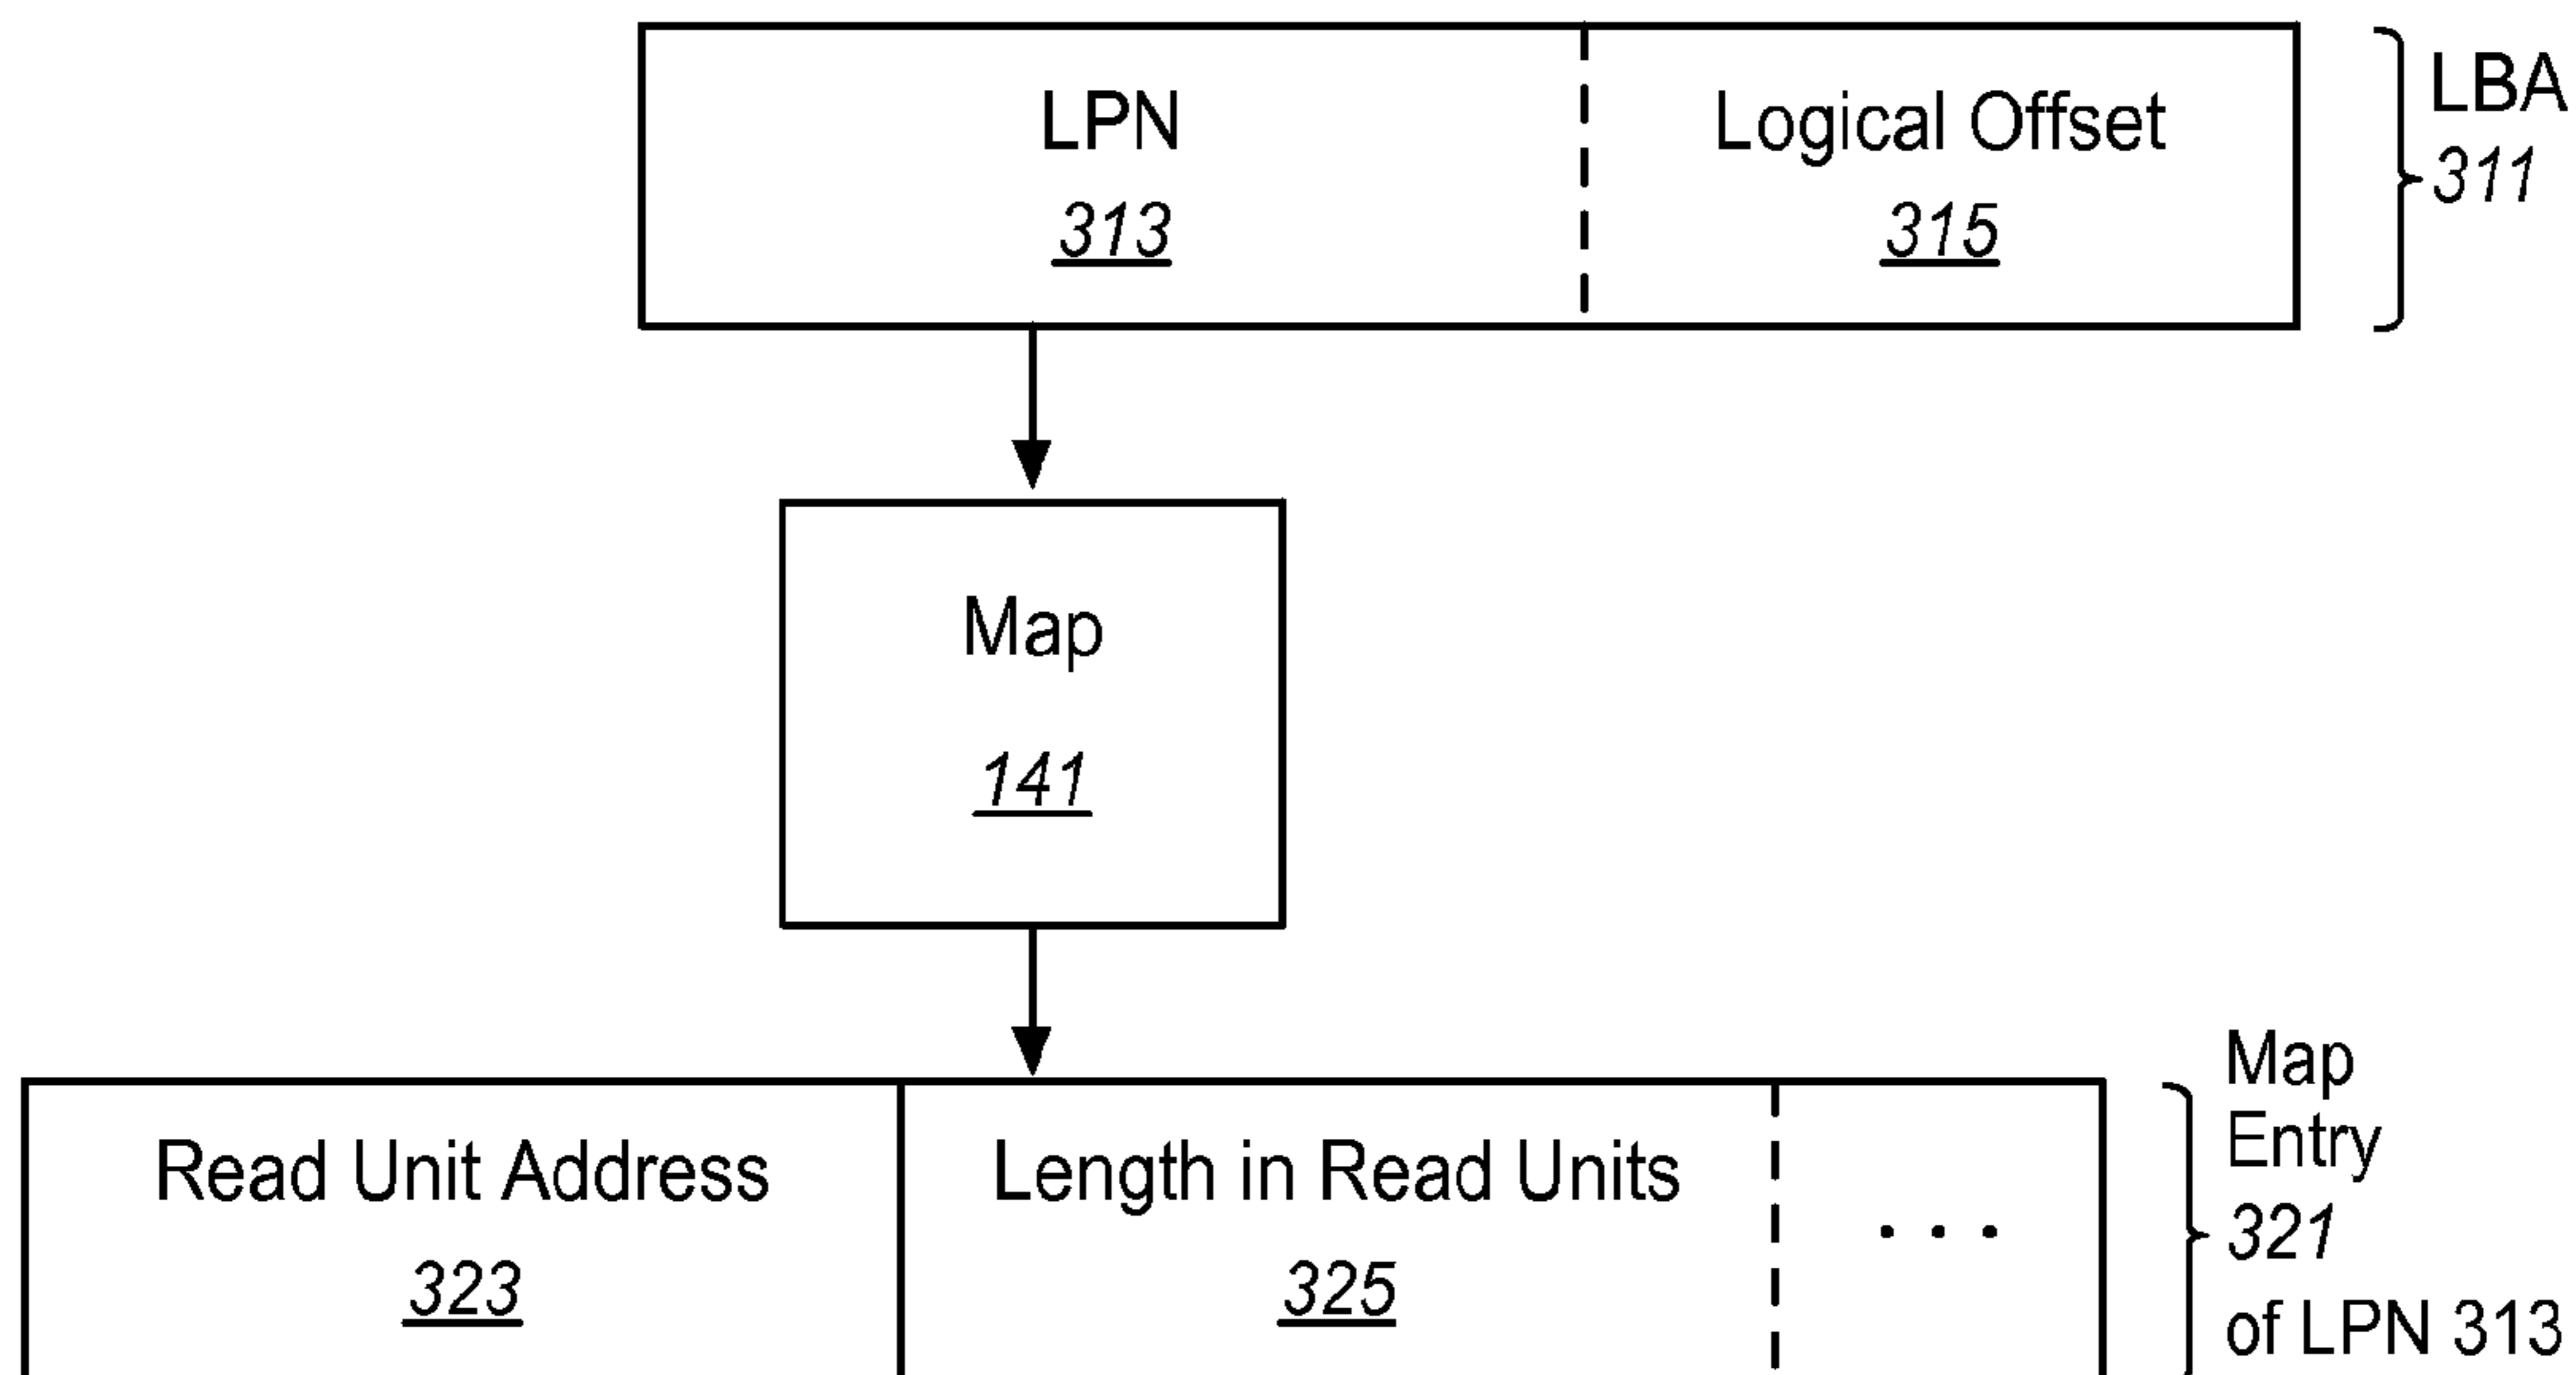 LPN
313
Logical Offset
315
LBA
311
Map
141
Read Unit Address
323
Length in Read Units
325
. . .
Map
Entry
321
of LPN 313